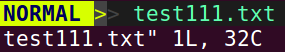 NORMAL >> test111.txt
test111.txt" 1L, 32C